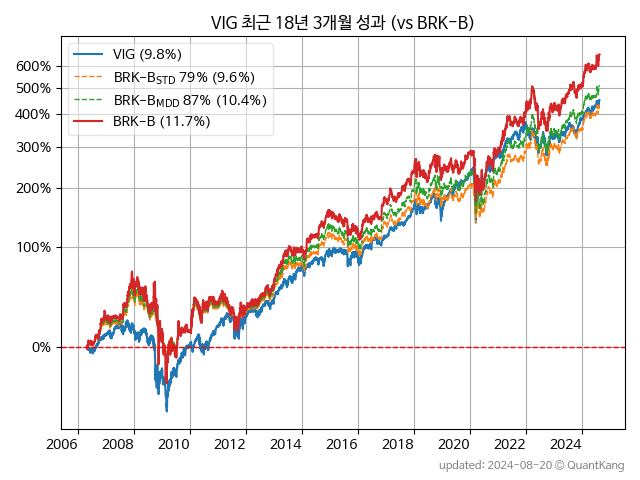 VIG 최근 18년 3개월 성과 (vs BRK-B)
VIG (9.8%)
BRK-BSTD 79% (9.6%)
BRK-BMDD 87% (10.4%)
BRK-B (11.7%)
600%
500%
400%
300%
200%
100%
0%
2006 2008 2010 2012 2014 2016 2018 2020 2022 2024
updated: 2024-08-20 © QuantKang